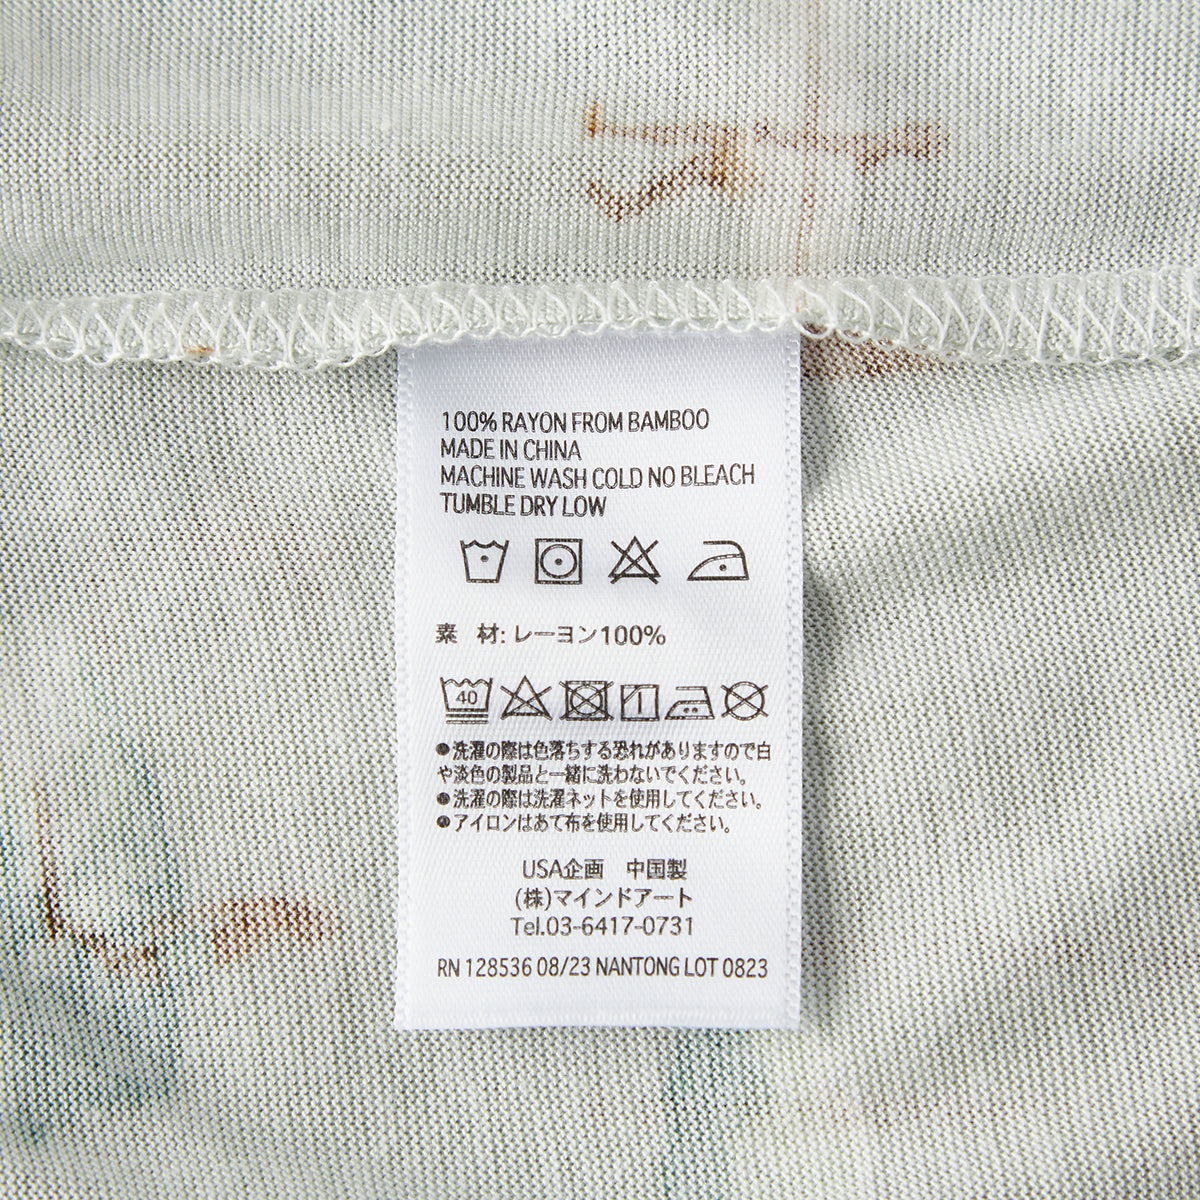 100% RAYON FROM BAMBOO
MADE IN CHINA
MACHINE WASH COLD NO BLEACH
TUMBLE DRY LOW
素 材: レーヨン100%
40
●洗濯の際は色落ちする恐れがありますので白
や淡色の製品と一緒に洗わないでください。
●洗濯の際は洗濯ネットを使用してください。
●アイロンはあて布を使用してください。
USA企画 中国製
(株)マインドアート
Tel.03-6417-0731
RN 128536 08/23 NANTONG LOT 0823